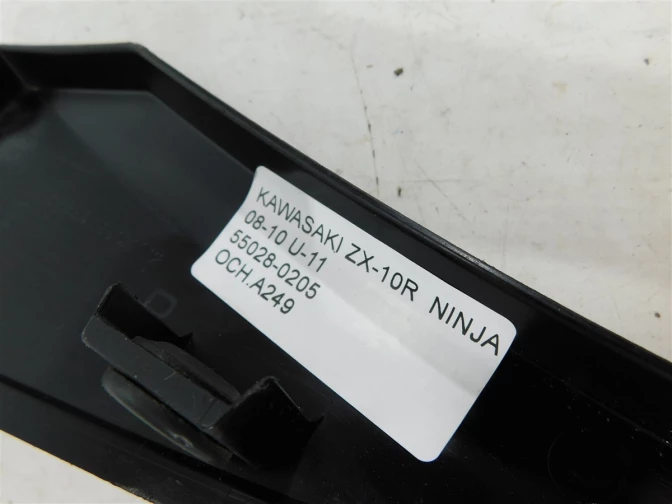 KAWASAKI ZX-10R NINJA
08-10 U-11
55028-0205
OCH.A249